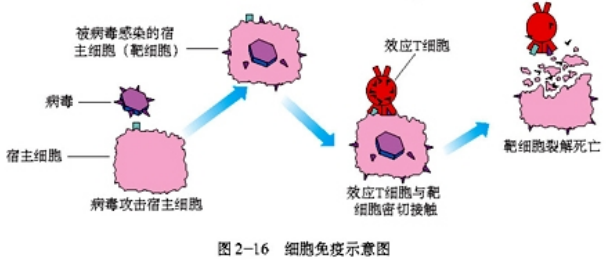 被病毒感染的宿
主细胞（靶细胞）
效应T细胞
病毒
宿主细胞
病毒攻击宿主细胞
效应T细胞与靶
细胞密切接触
靶细胞裂解死亡
图2-16 细胞免疫示意图